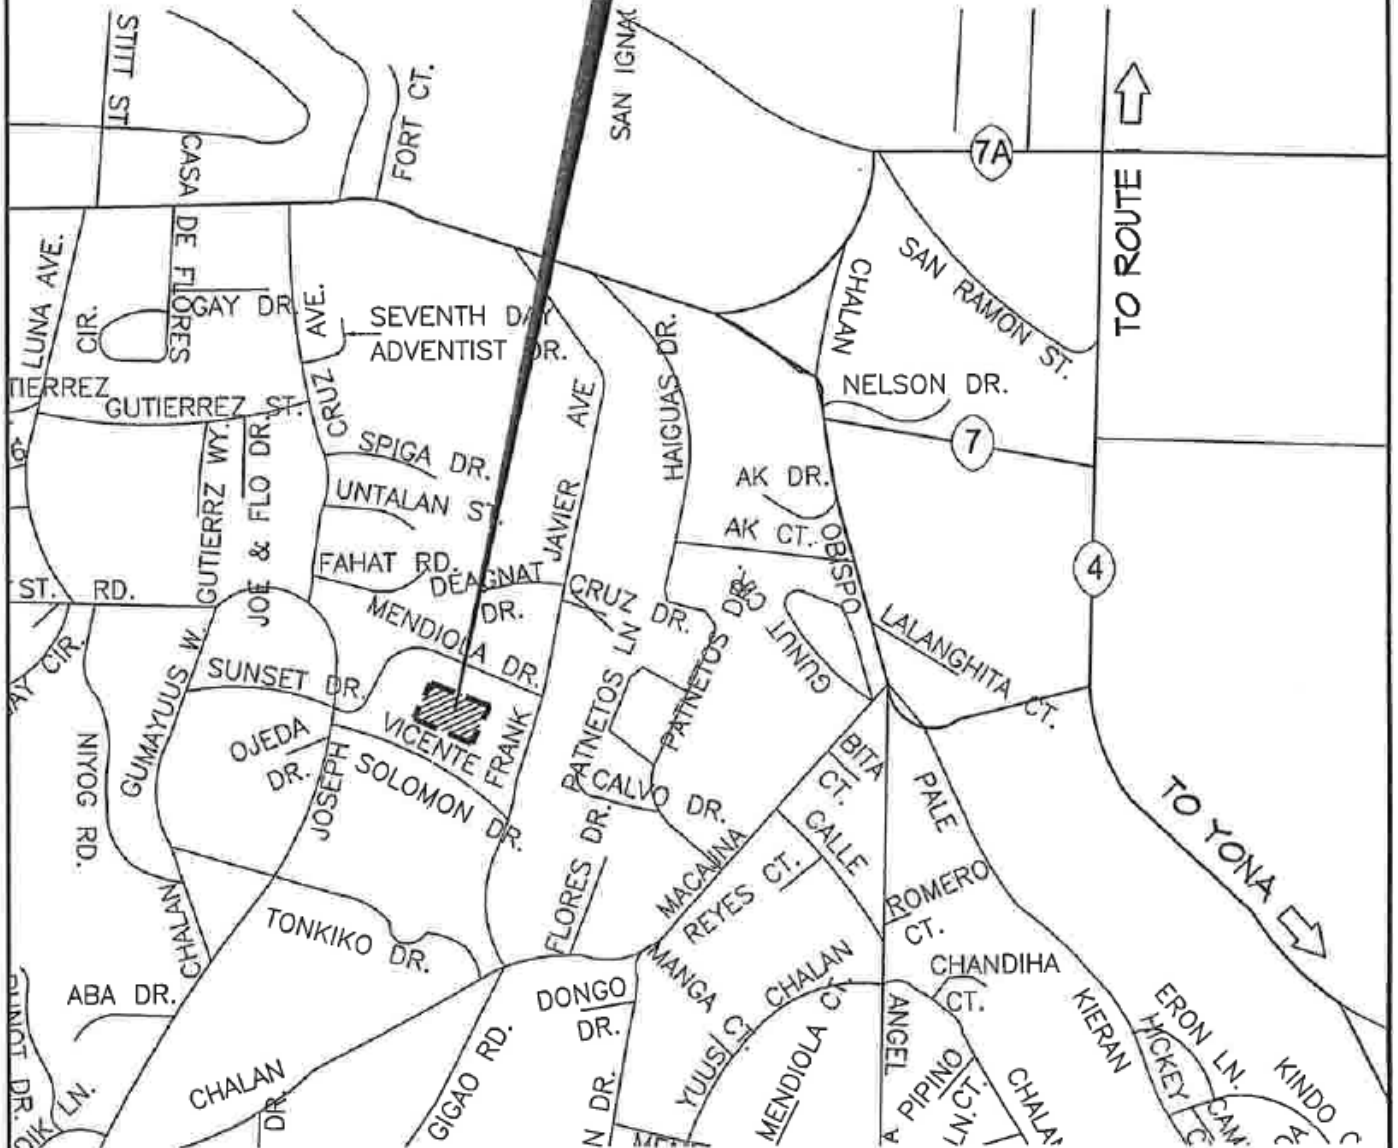 STITT ST
FORT CT.
SAN IGNA
CASA DE FLORES
7A
TO ROUTE 1
LUNA AVE.
CIR.
GAY DR.
CRUZ AVE.
SEVENTH DAY
ADVENTIST DR.
HAIGUAS DR.
CHALAN
SAN RAMON ST.
NELSON DR.
TIERREZ
GUTIERREZ ST.
7
GUTIERRZ WY.
JOE & FLO DR.
SPIGA DR.
UNTALAN ST.
JAVIER AVE
AK DR.
AK CT.
OBISPO
4
ST. RD.
FAHAT RD.
DEAGNAT
DR.
CRUZ DR.
MENDIOLA DR.
PATNETOS LN
PATNETOS DR.
GUNUT CIR.
LALANGHITA
CT.
AY CIR.
GUMAYUUS W.
SUNSET DR.
VICENTE
FRANK
OJEDA
DR.
JOSEPH
SOLOMON DR.
NIYOG RD.
CALVO DR.
BITA
CT.
PALE
TO YONA
CALLE
MACAJNA
REYES CT.
ROMERO
CT.
FLORES DR.
CHALAN
TONKIKO DR.
MANGA
CHALAN
CHANDIHA
CT.
ABA DR.
DONGO
DR.
YUUS CT.
MENDIOLA CT.
ANGEL
KIERAN
ERON LN.
HICKEY
KINDO C
CHALAN
DR.
GIGAO RD.
N DR.
PIPINO
LN.
CT.
CHALAN
CAM
DIK LN.